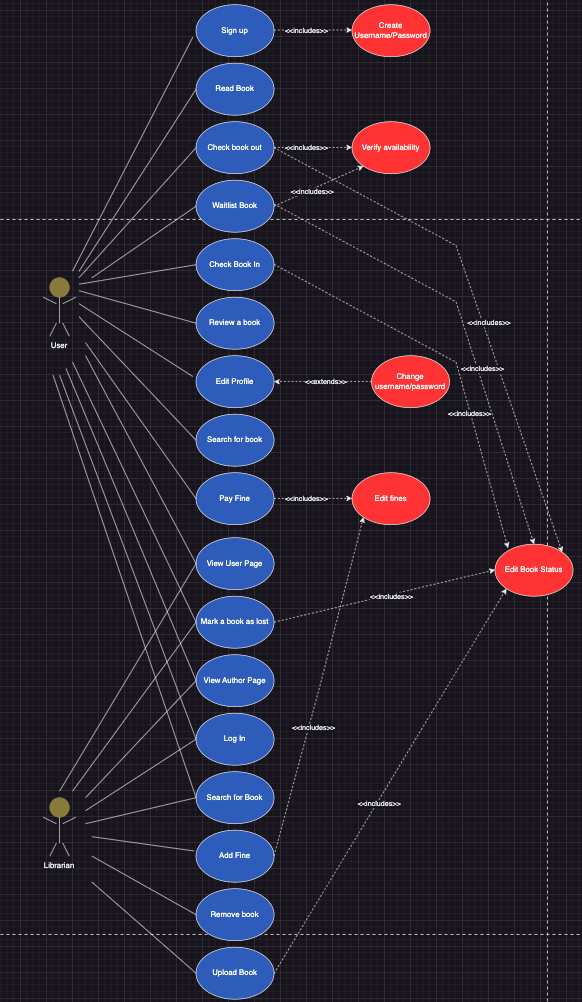 Sign up
<<includes>>
Create
Username/Password
Read Book
Check book out
<<includes>>
Verify availability
<<includes>>
Waitlist Book
Check Book In
User
Review a book
<<includes>>
<<includes>>
Edit Profile
<<extends>>
Change
username/password
<<includes>>
Search for book
Pay Fine
<<includes>>
Edit fines
View User Page
Edit Book Status
<<includes>>
Mark a book as lost
View Author Page
<<includes>>
Log In
Search for Book
<<includes>>
Librarian
Add Fine
Remove book
Upload Book